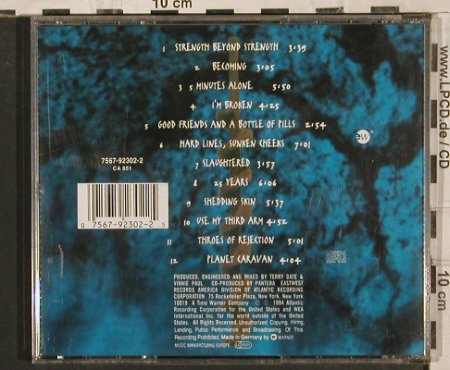 10 cm
1 STRENGTH BEYOND STRENGTH 3:39
2 BECOMING 3:05
3 5 MINUTES ALONE 5:50
4 I'M BROKEN 4:25
5 GOOD FRIENDS AND A BOTTLE OF PILLS 2:54
6 HARD LINES, SUNKEN CHEEKS 7:01
7 SLAUGHTERED 3:57
8 25 YEARS 6:06
9 SHEDDING SKIN 5:37
10 USE MY THIRD ARM 4:52
11 THROES OF REJECTION 5:01
12 PLANET CARAVAN 4:04
7567-92302-2
CA 851
0 7567-92302-2 5
PRODUCED, ENGINEERED AND MIXED BY TERRY DATE &
VINNIE PAUL CO-PRODUCED BY PANTERA EASTWEST
RECORDS AMERICA DIVISION OF ATLANTIC RECORDING
CORPORATION 75 Rockefeller Plaza, New York, New York
10019 A Time Warner Company © 1994 Atlantic
Recording Corporation for the United States and WEA
International Inc. for the world outside of the United
States. All Rights Reserved Unauthorized Copying, Hiring,
Lending, Public Performance and Broadcasting Of This
Recording Prohibited. Made in Germany by WARNER
MUSIC MANUFACTURING EUROPE
www.LPCD.de / CD
10 cm